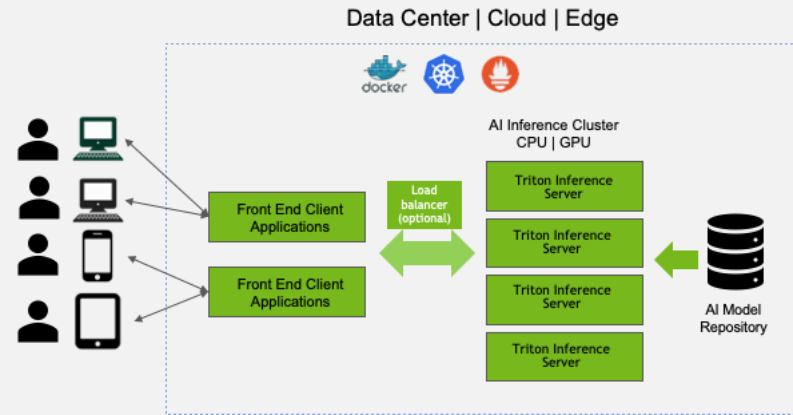 Data Center | Cloud | Edge
docker
AI Inference Cluster
CPU | GPU
Load
balancer
(optional)
Front End Client
Applications
Front End Client
Applications
Triton Inference
Server
Triton Inference
Server
Triton Inference
Server
Triton Inference
Server
AI Model
Repository